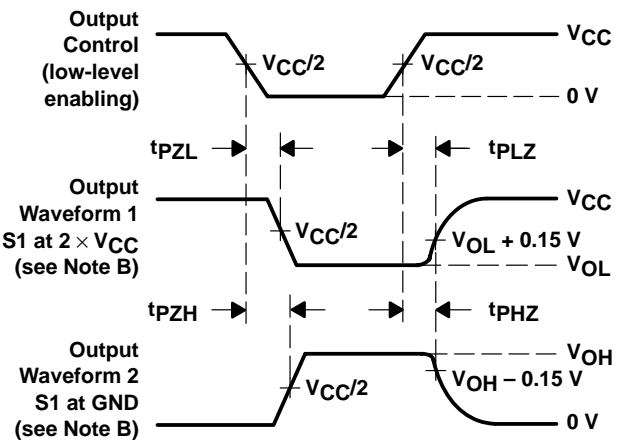 Output
Control
(low-level
enabling)
VCC/2
VCC/2
VCC
0 V
tPZL
tPLZ
Output
Waveform 1
S1 at 2 × VCC
(see Note B)
VCC/2
VCC
VOL + 0.15 V
VOL
tPZH
tPHZ
Output
Waveform 2
S1 at GND
(see Note B)
VCC/2
VOH
VOH – 0.15 V
0 V